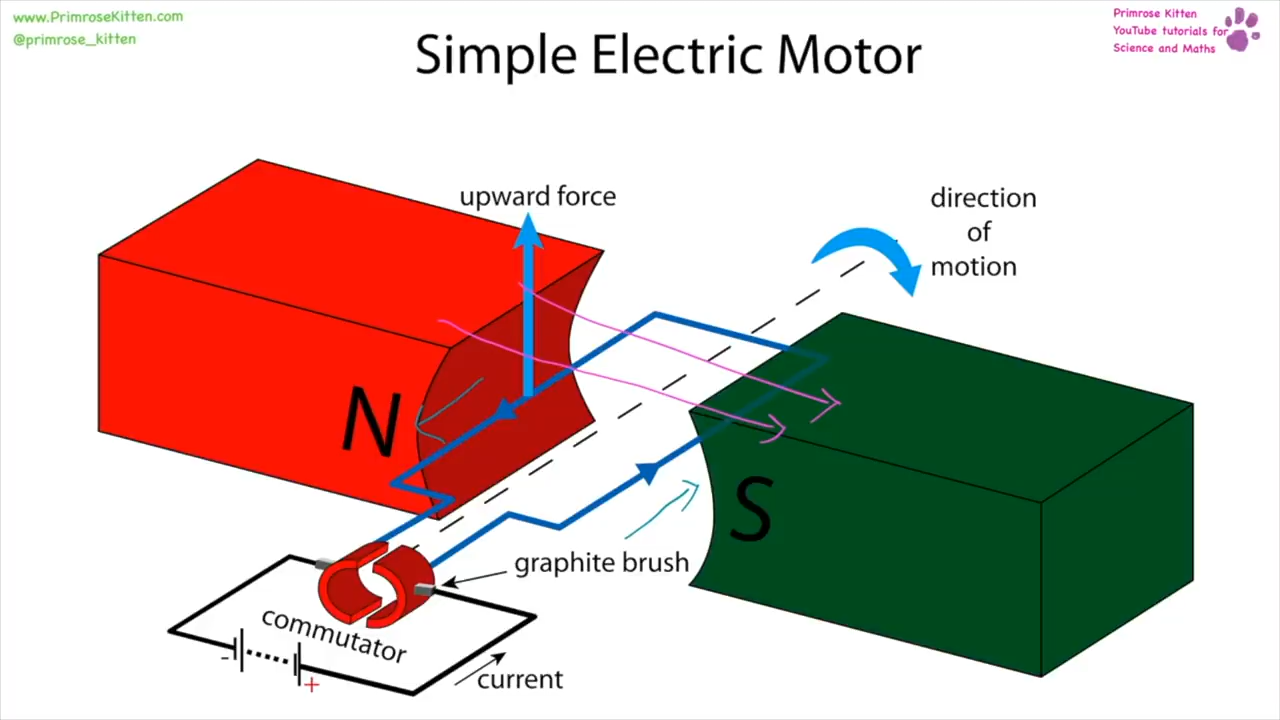 www.PrimroseKitten.com
@primrose_kitten
Primrose Kitten
YouTube tutorials for
Science and Maths
Simple Electric Motor
upward force
direction
of
motion
N
S
graphite brush
commutator
-
+
current